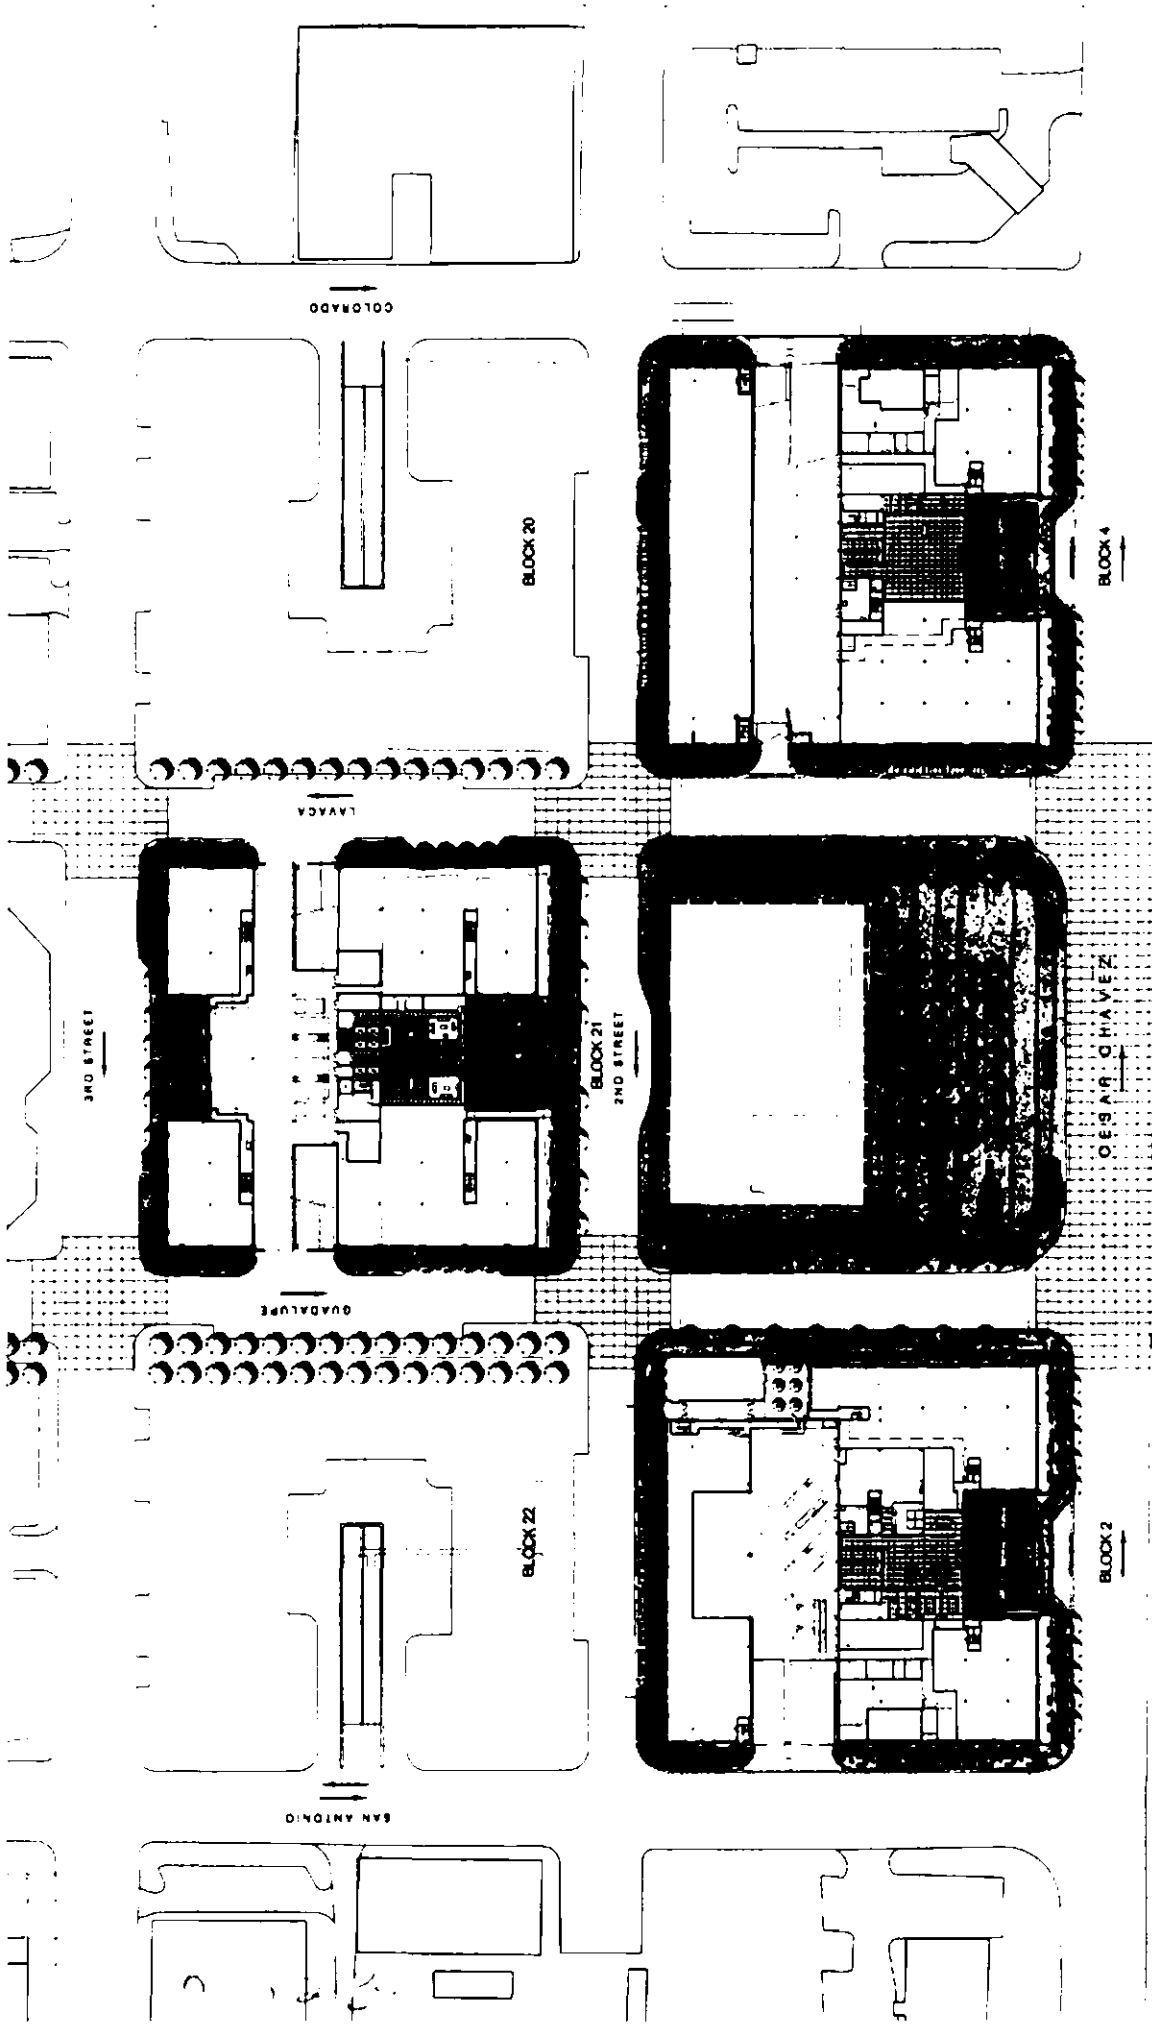 COLORADO
BLOCK 20
BLOCK 4
LAVACA
3RD STREET
BLOCK 21
2ND STREET
CESAR CHAVEZ
GUADALUPE
BLOCK 22
BLOCK 2
SAN ANTONIO